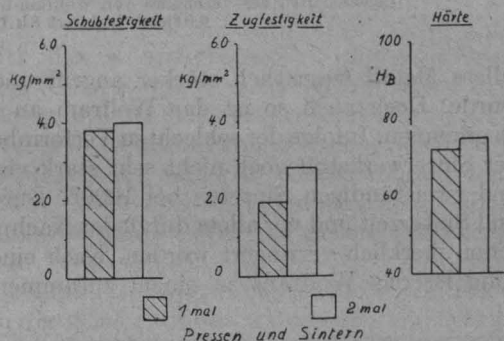 Schubfestigkeit
Zugfestigkeit
Härte
6,0
Kg/mm²
4.0
2.0
0
6,0
Kg/mm²
4.0
2.0
0
100
HB
80
60
40
1 mal
2 mal
Pressen und Sintern